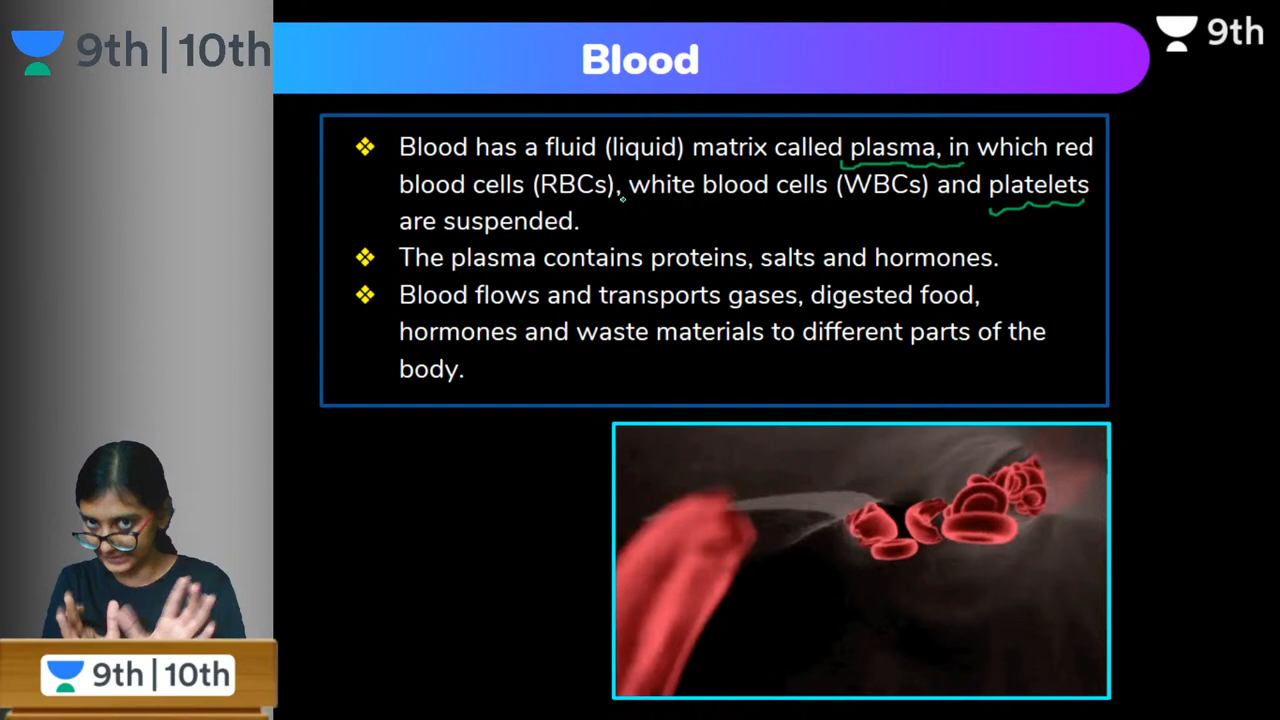 9th | 10th
Blood
9th
Blood has a fluid (liquid) matrix called plasma, in which red
blood cells (RBCs), white blood cells (WBCs) and platelets
are suspended.
The plasma contains proteins, salts and hormones.
Blood flows and transports gases, digested food,
hormones and waste materials to different parts of the
body.
9th | 10th